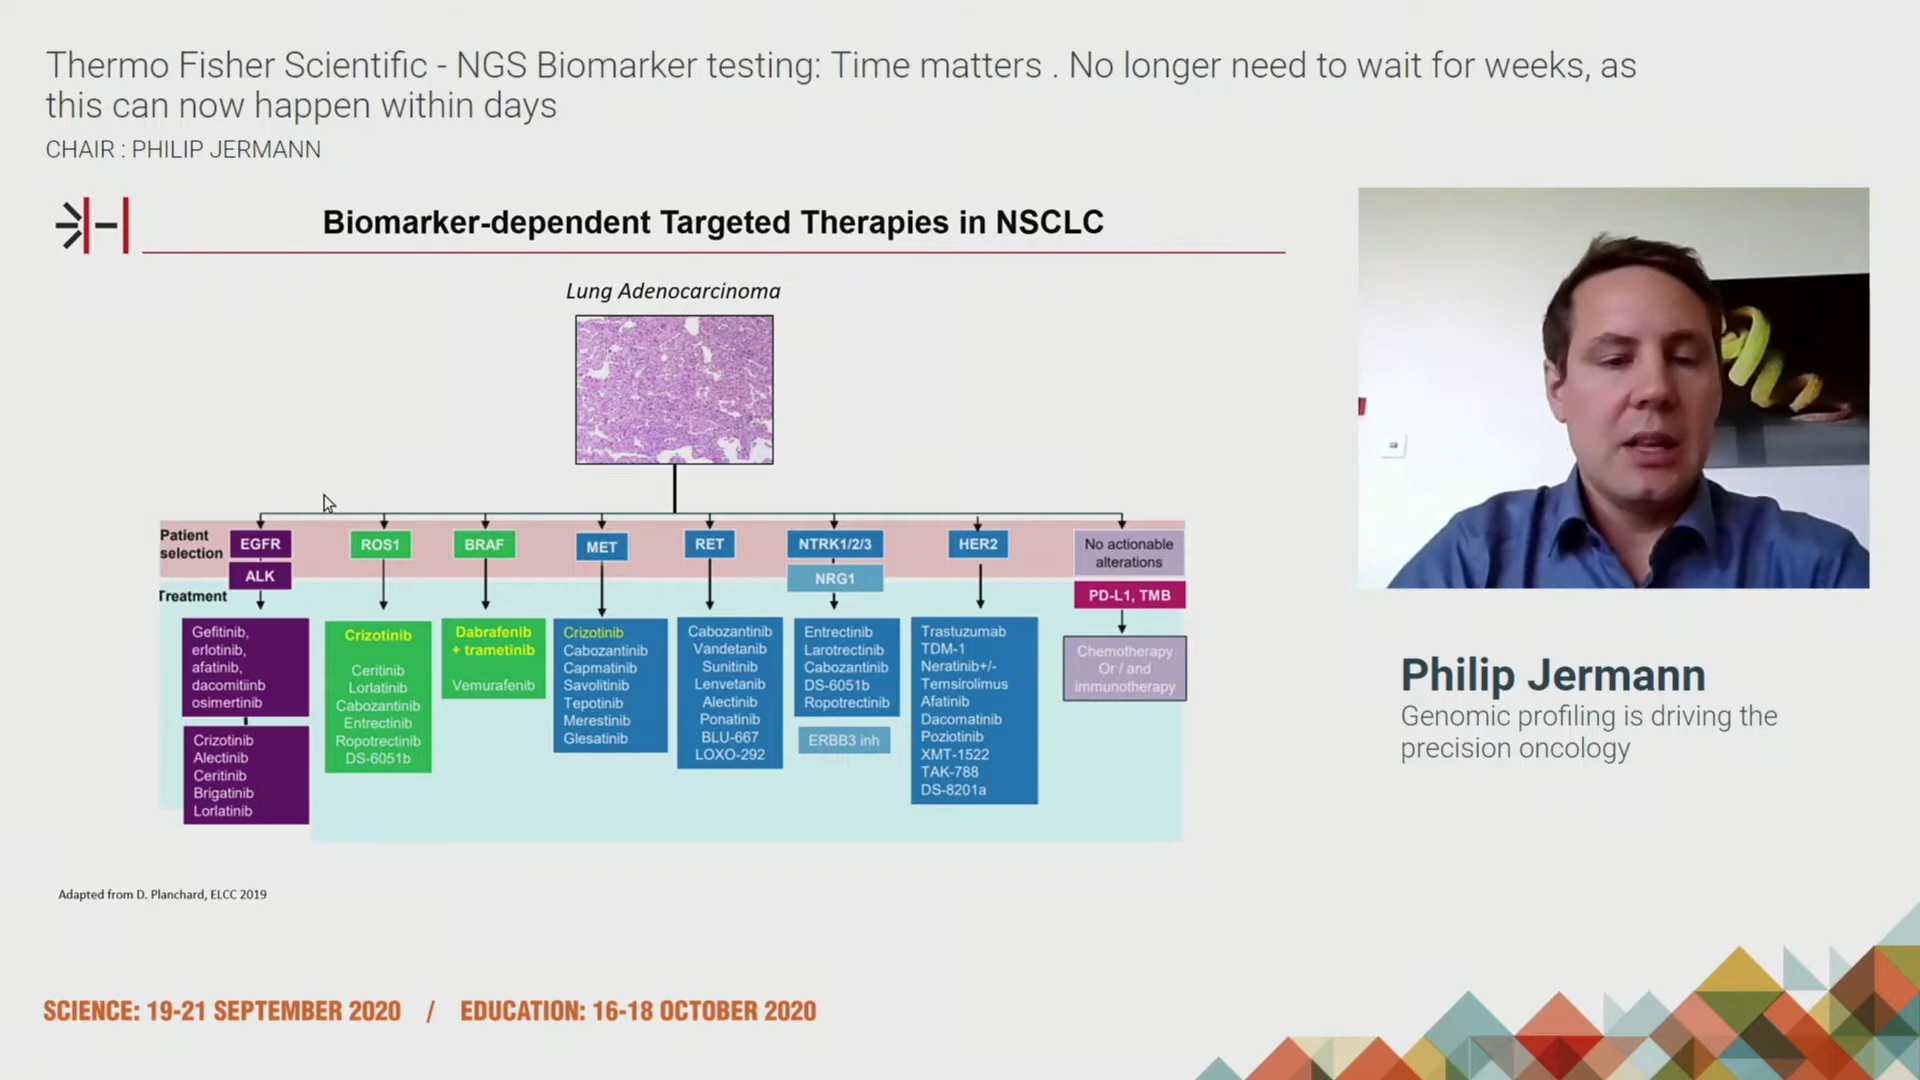 Thermo Fisher Scientific - NGS Biomarker testing: Time matters . No longer need to wait for weeks, as
this can now happen within days
CHAIR : PHILIP JERMANN
Biomarker-dependent Targeted Therapies in NSCLC
Lung Adenocarcinoma
Patient
selection
EGFR
ALK
ROS1
BRAF
MET
RET
NTRK1/2/3
NRG1
HER2
No actionable
alterations
PD-L1, TMB
Treatment
Gefitinib,
erlotinib,
afatinib,
dacomitiinb
osimertinib
Crizotinib
Alectinib
Ceritinib
Brigatinib
Lorlatinib
Crizotinib
Ceritinib
Lorlatinib
Cabozantinib
Entrectinib
Ropotrectinib
DS-6051b
Dabrafenib
+ trametinib
Vemurafenib
Crizotinib
Cabozantinib
Capmatinib
Savolitinib
Tepotinib
Merestinib
Glesatinib
Cabozantinib
Vandetanib
Sunitinib
Lenvetanib
Alectinib
Ponatinib
BLU-667
LOXO-292
Entrectinib
Larotrectinib
Cabozantinib
DS-6051b
Ropotrectinib
ERBB3 inh
Trastuzumab
TDM-1
Neratinib+/-
Temsirolimus
Afatinib
Dacomatinib
Poziotinib
XMT-1522
TAK-788
DS-8201a
Chemotherapy
Or / and
immunotherapy
Adapted from D. Planchard, ELCC 2019
Philip Jermann
Genomic profiling is driving the
precision oncology
SCIENCE: 19-21 SEPTEMBER 2020 / EDUCATION: 16-18 OCTOBER 2020